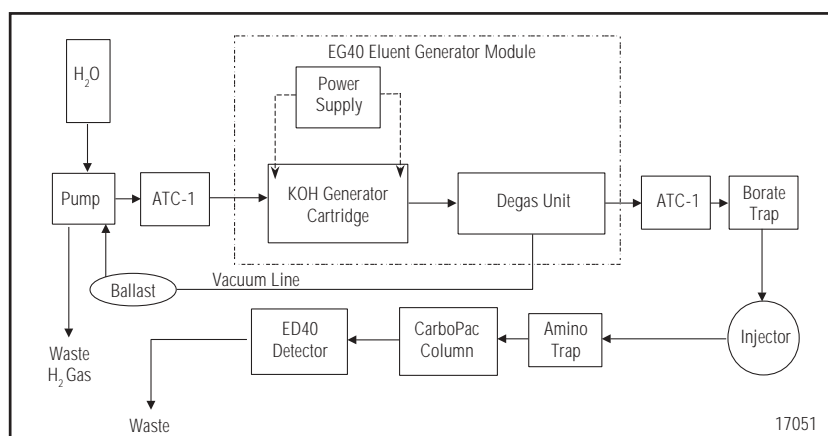 EG40 Eluent Generator Module
H2O
Power
Supply
Pump
ATC-1
KOH Generator
Cartridge
Degas Unit
ATC-1
Borate
Trap
Ballast
Vacuum Line
Waste
H2 Gas
ED40
Detector
CarboPac
Column
Amino
Trap
Injector
Waste
17051